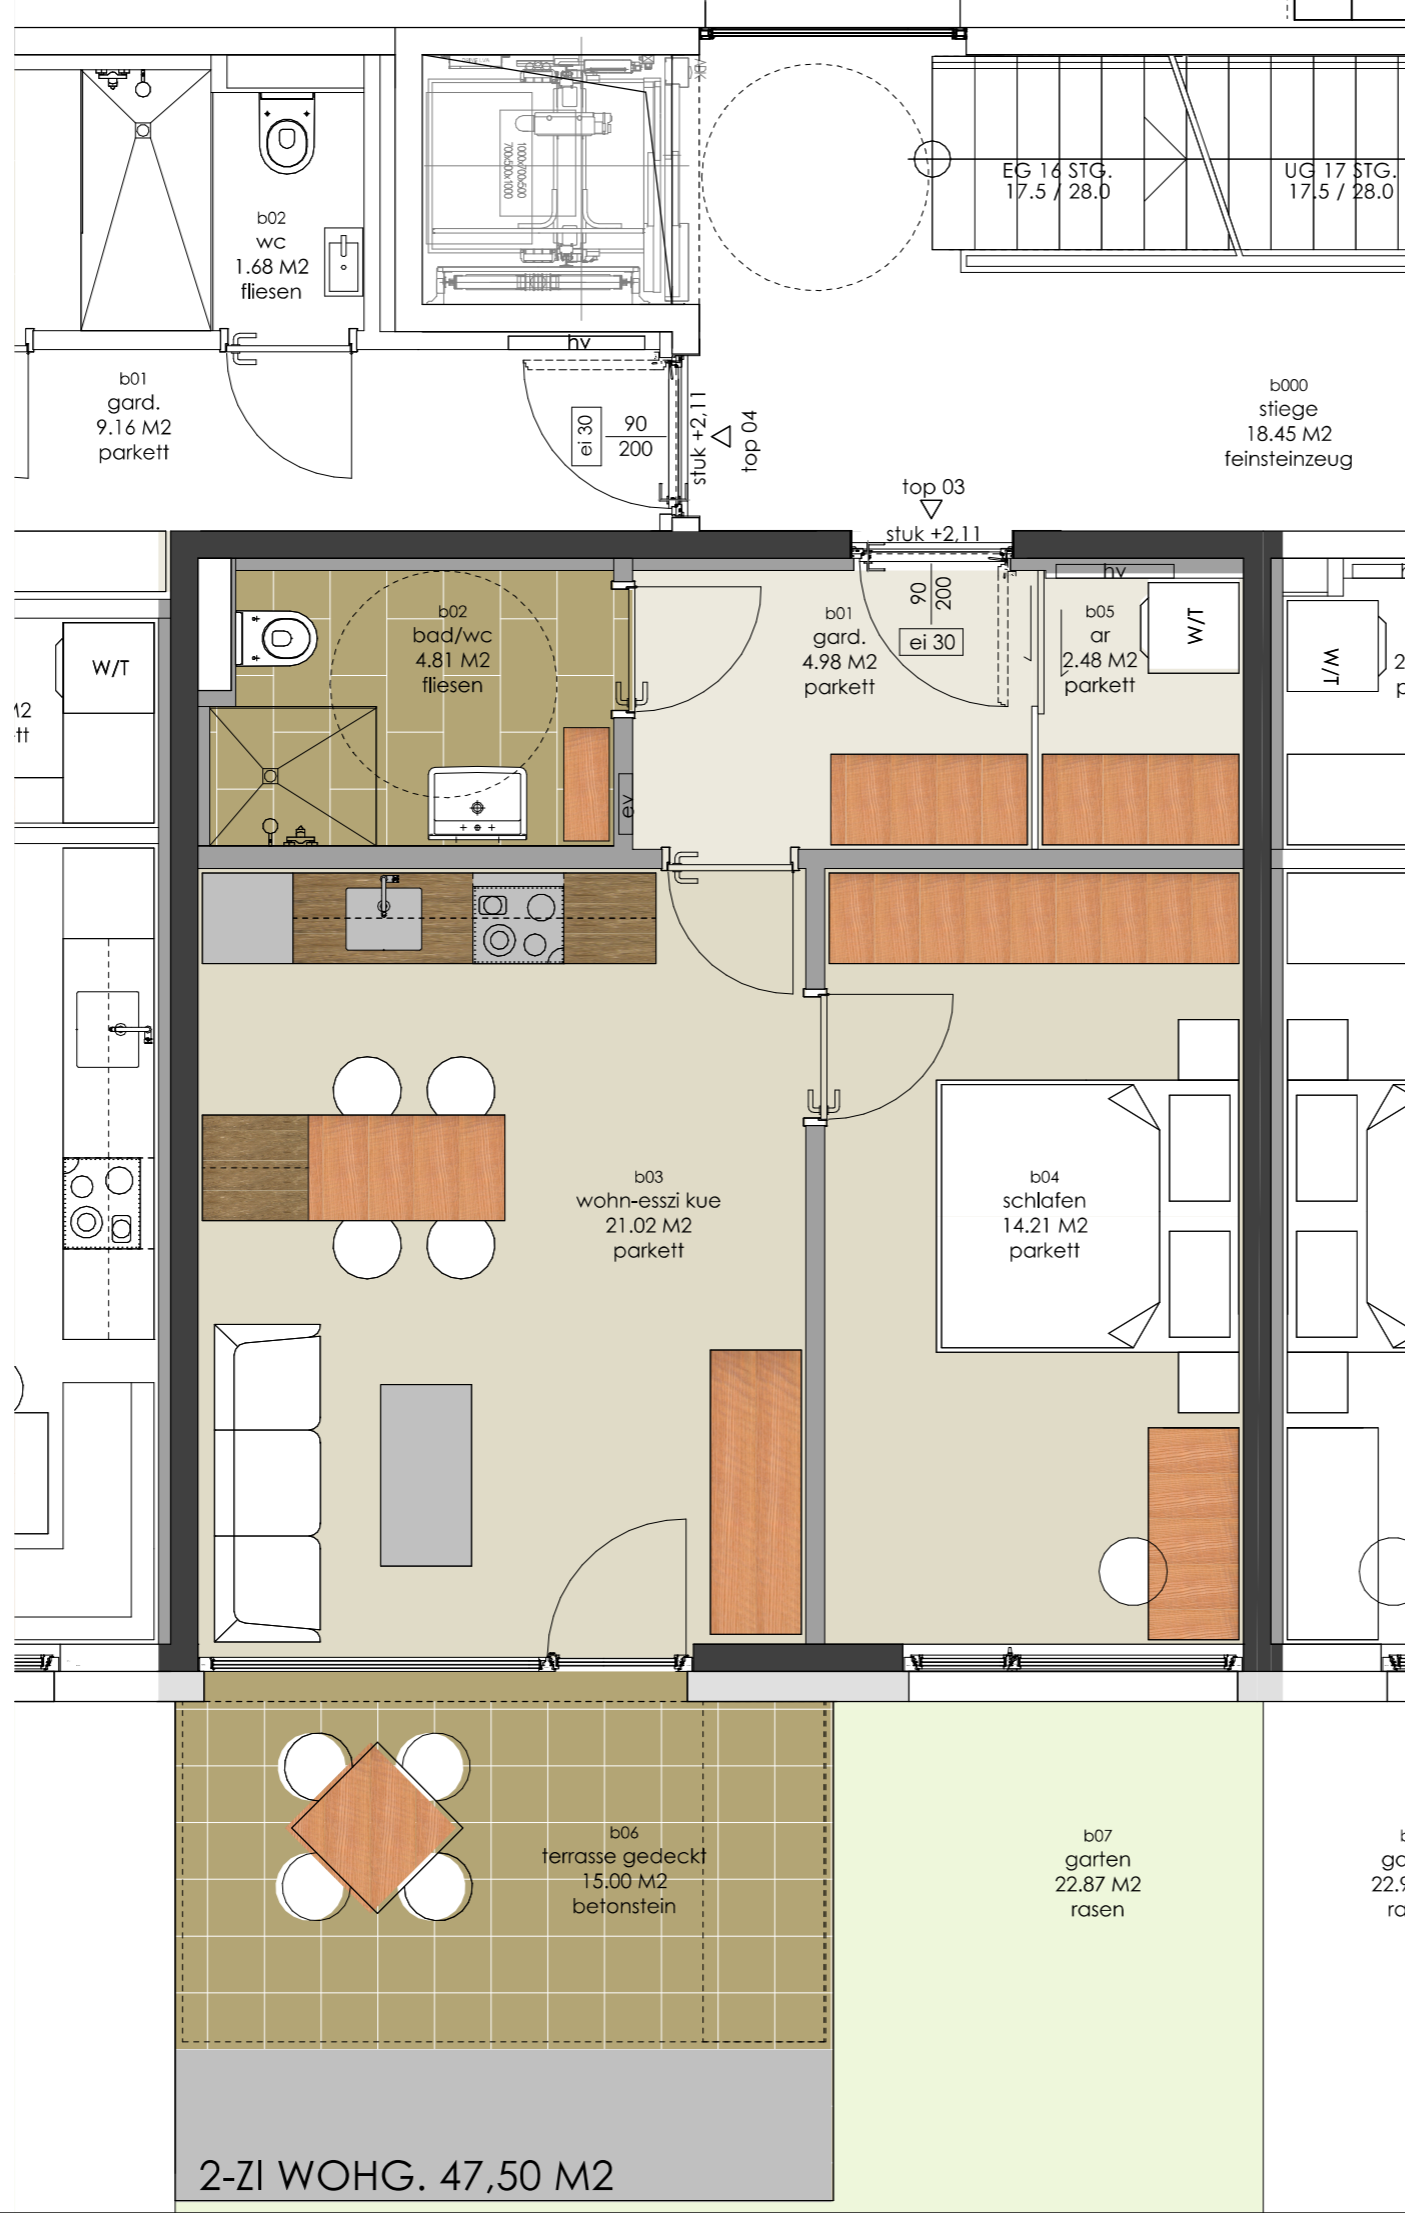 1000x700x500
700x500x1000
EG 16 STG.
17.5 / 28.0
UG 17 STG.
17.5 / 28.0
b02
wc
1.68 M2
fliesen
hv
b01
gard.
9.16 M2
parkett
ei 30
90
200
stuk +2,11
top 04
b000
stiege
18.45 M2
feinsteinzeug
top 03
stuk +2,11
hv
W/T
M2
tt
b02
bad/wc
4.81 M2
fliesen
b01
gard.
4.98 M2
parkett
90
200
ei 30
b05
ar
2.48 M2
parkett
W/T
W/T
ev
b03
wohn-esszi kue
21.02 M2
parkett
b04
schlafen
14.21 M2
parkett
b06
terrasse gedeckt
15.00 M2
betonstein
b07
garten
22.87 M2
rasen
2-ZI WOHG. 47,50 M2